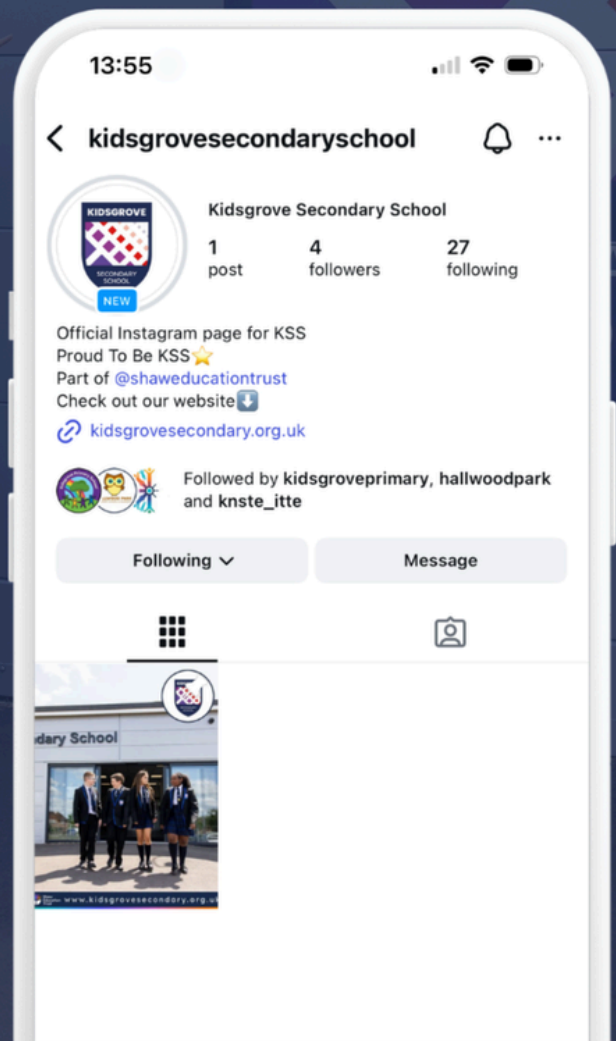 13:55
kidsgrovesecondaryschool
KIDSGROVE
SECONDARY
SCHOOL
NEW
Kidsgrove Secondary School
1
post
4
followers
27
following
Official Instagram page for KSS
Proud To Be KSS⭐
Part of @shaweducationtrust
Check out our website⬇️
kidsgrovesecondary.org.uk
Followed by kidsgroveprimary, hallwoodpark
and knste_itte
Following
Message
dary School
www.kidsgrovesecondary.org.u